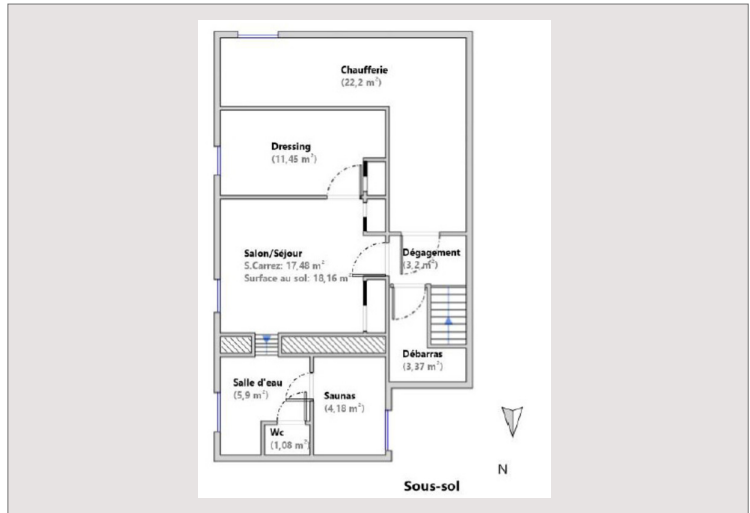 Chaufferie
(22,2 m²)
Dressing
(11,45 m²)
Salon/Séjour
S.Carrez: 17,48 m²
Surface au sol: 18,16 m
Dégagement
(3,2 m²)
Débarras
(3,37 m²)
Salle d'eau
(5,9 m²)
Saunas
(4,18 m²)
Wc
(1,08 m²)
N
Sous-sol